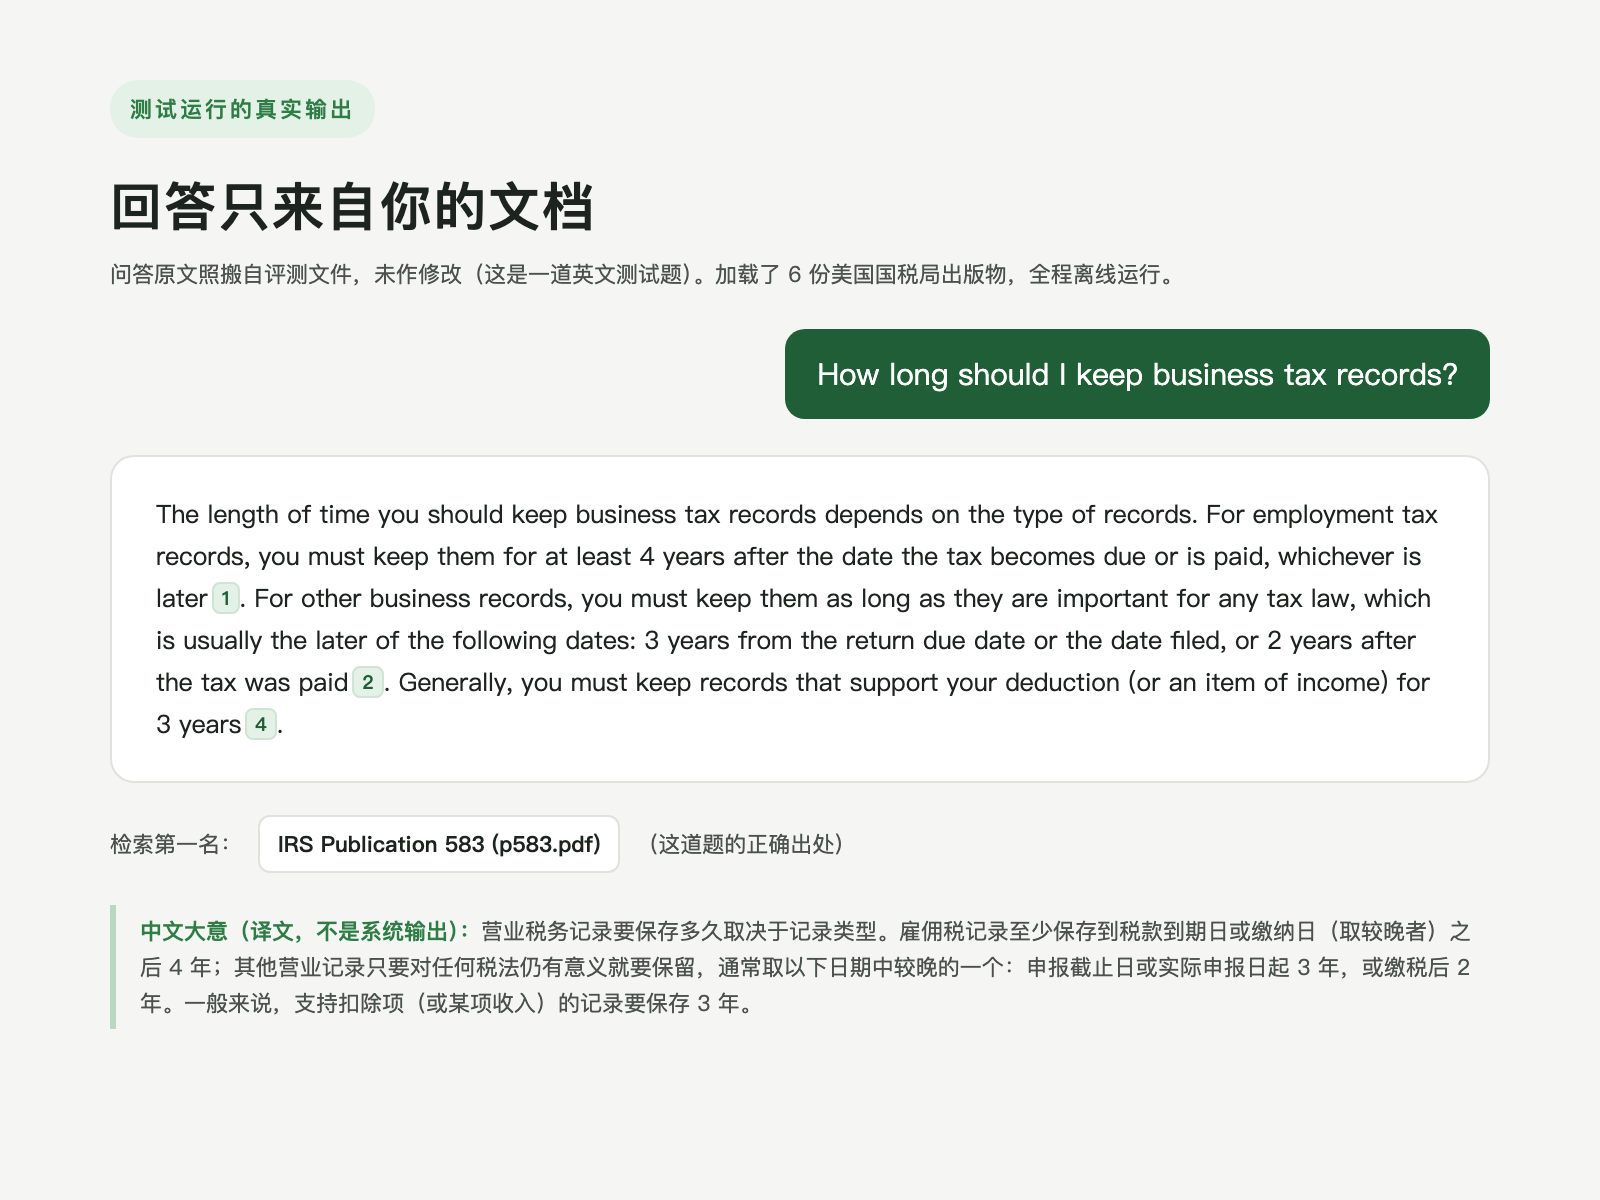 测试运行的真实输出
回答只来自你的文档
问答原文照搬自评测文件，未作修改（这是一道英文测试题）。加载了 6 份美国国税局出版物，全程离线运行。
How long should I keep business tax records?
The length of time you should keep business tax records depends on the type of records. For employment tax
records, you must keep them for at least 4 years after the date the tax becomes due or is paid, whichever is
later 1. For other business records, you must keep them as long as they are important for any tax law, which
is usually the later of the following dates: 3 years from the return due date or the date filed, or 2 years after
the tax was paid 2. Generally, you must keep records that support your deduction (or an item of income) for
3 years 4.
检索第一名： IRS Publication 583 (p583.pdf) （这道题的正确出处）
中文大意（译文，不是系统输出）：营业税务记录要保存多久取决于记录类型。雇佣税记录至少保存到税款到期日或缴纳日（取较晚者）之
后 4 年；其他营业记录只要对任何税法仍有意义就要保留，通常取以下日期中较晚的一个：申报截止日或实际申报日起 3 年，或缴税后 2
年。一般来说，支持扣除项（或某项收入）的记录要保存 3 年。